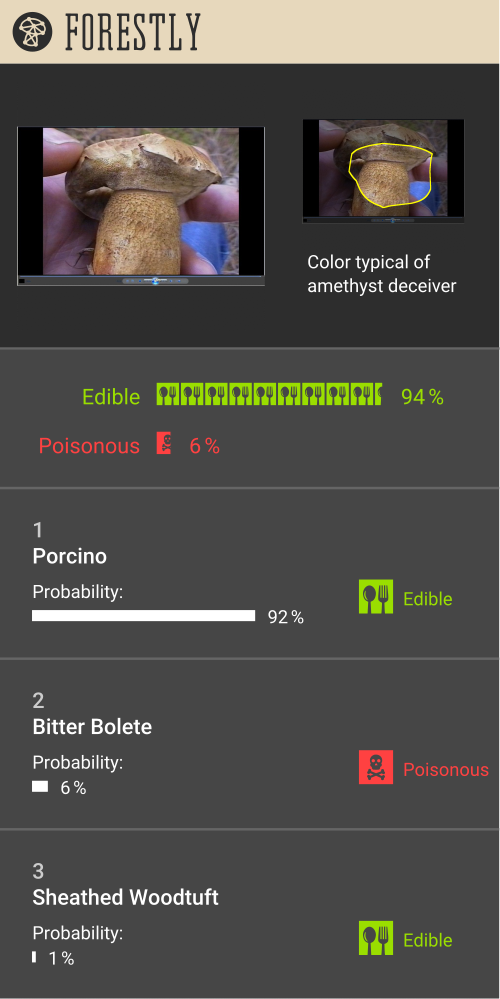 FORESTLY
Color typical of
amethyst deceiver
Edible 94 %
Poisonous 6 %
1
Porcino
Probability:
92 %
Edible
2
Bitter Bolete
Probability:
6 %
Poisonous
3
Sheathed Woodtuft
Probability:
1 %
Edible